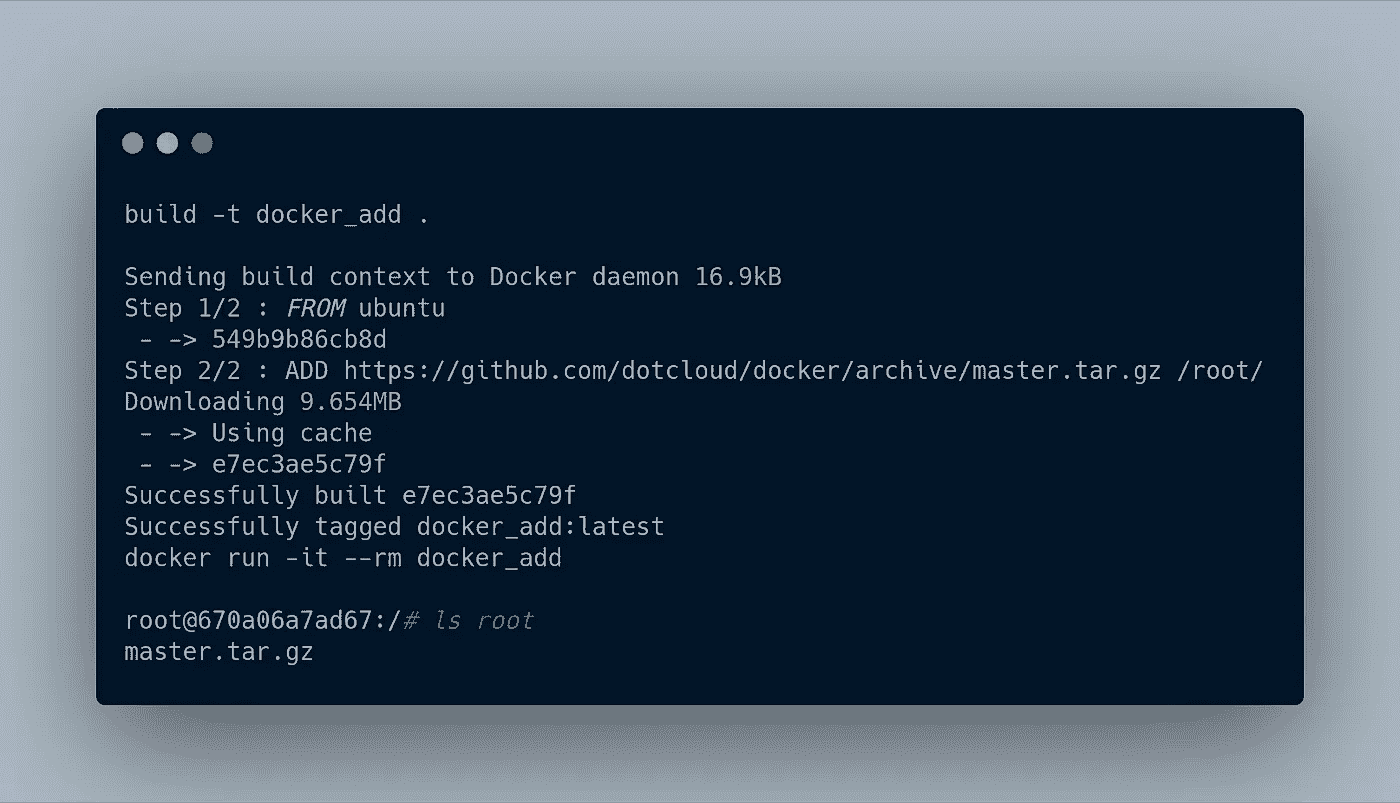 build -t docker_add .
Sending build context to Docker daemon 16.9kB
Step 1/2 : FROM ubuntu
 - -> 549b9b86cb8d
Step 2/2 : ADD https://github.com/dotcloud/docker/archive/master.tar.gz /root/
Downloading 9.654MB
 - -> Using cache
 - -> e7ec3ae5c79f
Successfully built e7ec3ae5c79f
Successfully tagged docker_add:latest
docker run -it --rm docker_add
root@670a06a7ad67:/# ls root
master.tar.gz